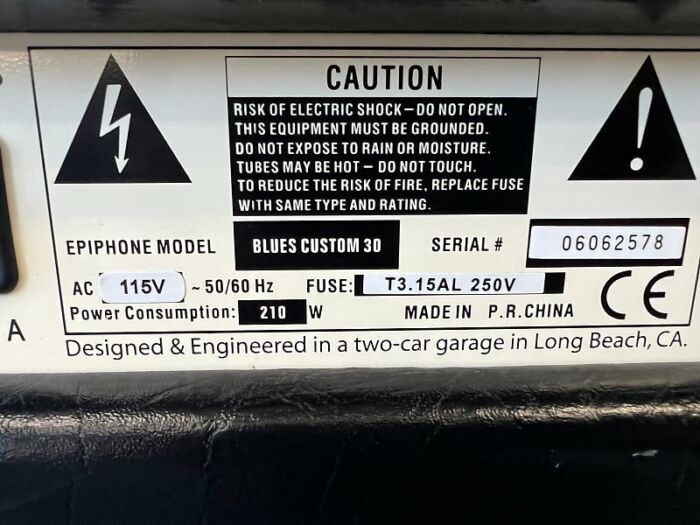 CAUTION
RISK OF ELECTRIC SHOCK – DO NOT OPEN.
THIS EQUIPMENT MUST BE GROUNDED.
DO NOT EXPOSE TO RAIN OR MOISTURE.
TUBES MAY BE HOT – DO NOT TOUCH.
TO REDUCE THE RISK OF FIRE, REPLACE FUSE
WITH SAME TYPE AND RATING.
EPIPHONE MODEL BLUES CUSTOM 30 SERIAL # 06062578
AC 115V ~ 50/60 Hz FUSE: T3.15AL 250V
Power Consumption: 210 W MADE IN P.R.CHINA CE
A
Designed & Engineered in a two-car garage in Long Beach, CA.